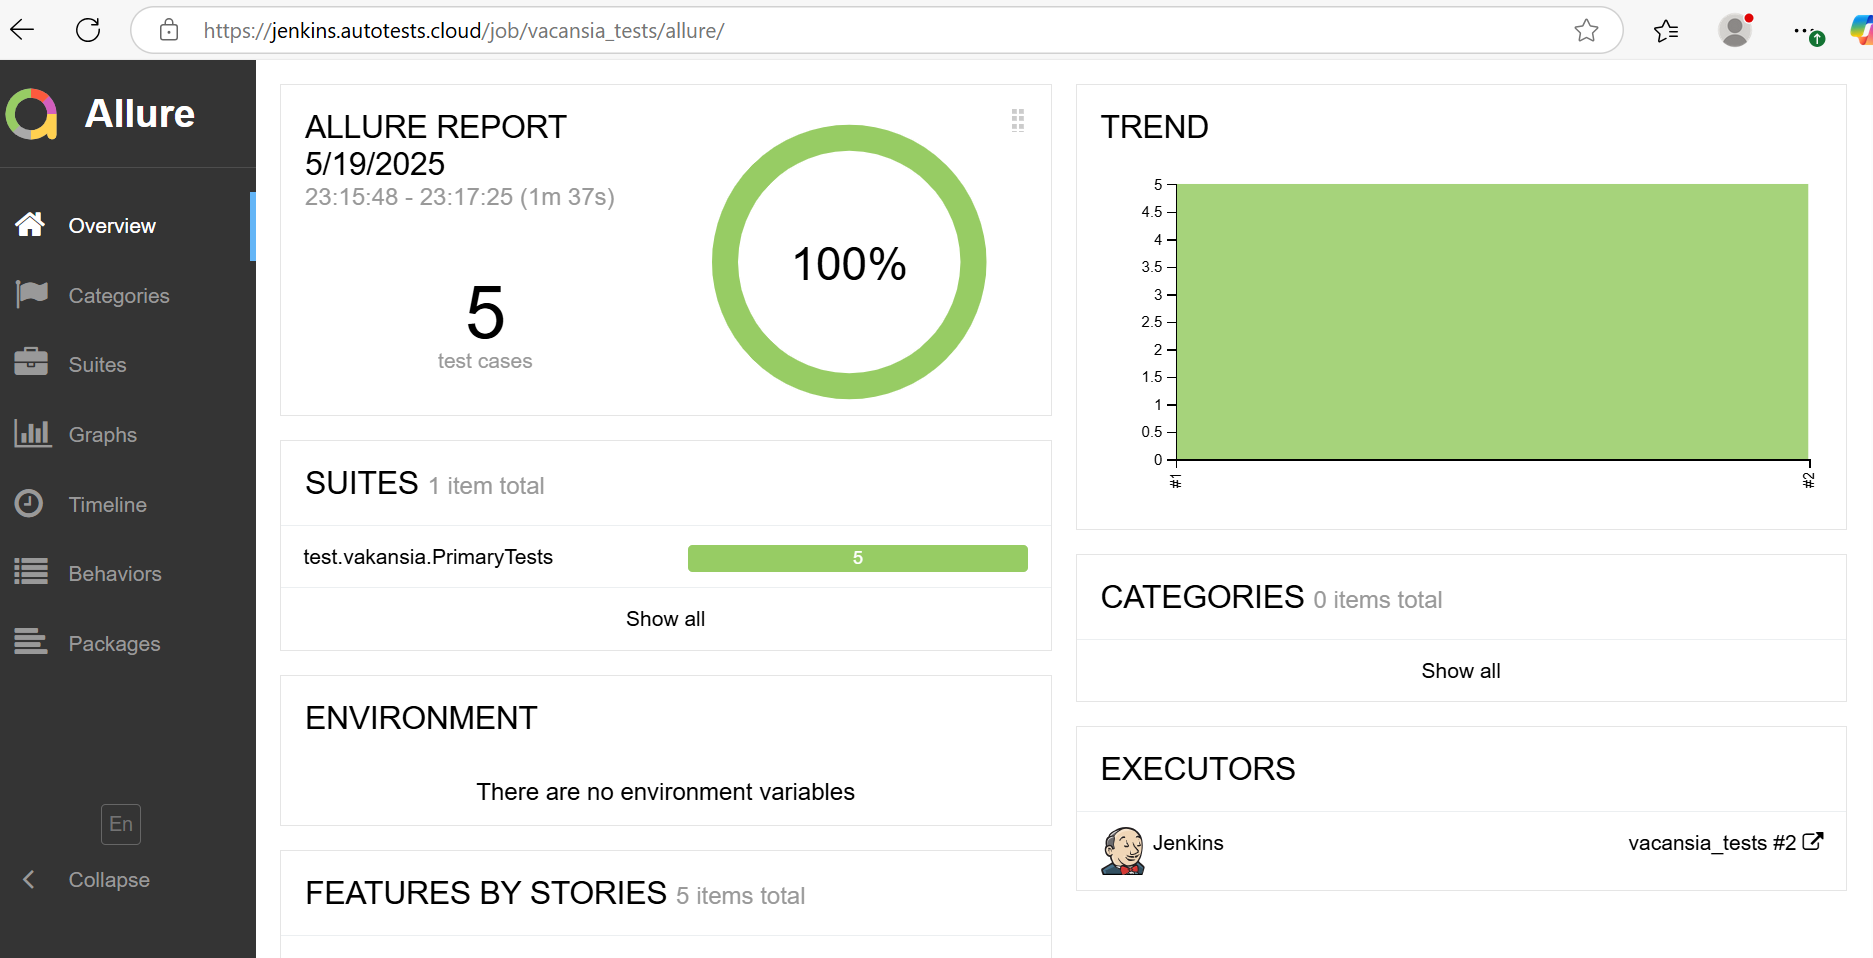 https://jenkins.autotests.cloud/job/vacansia_tests/allure/
Allure
Overview
Categories
Suites
Graphs
Timeline
Behaviors
Packages
En
Collapse
ALLURE REPORT
5/19/2025
23:15:48 - 23:17:25 (1m 37s)
5
test cases
100%
SUITES 1 item total
test.vakansia.PrimaryTests 5
Show all
ENVIRONMENT
There are no environment variables
FEATURES BY STORIES 5 items total
TREND
5
4.5
4
3.5
3
2.5
2
1.5
1
0.5
0
#1
#2
CATEGORIES 0 items total
Show all
EXECUTORS
Jenkins vacansia_tests #2